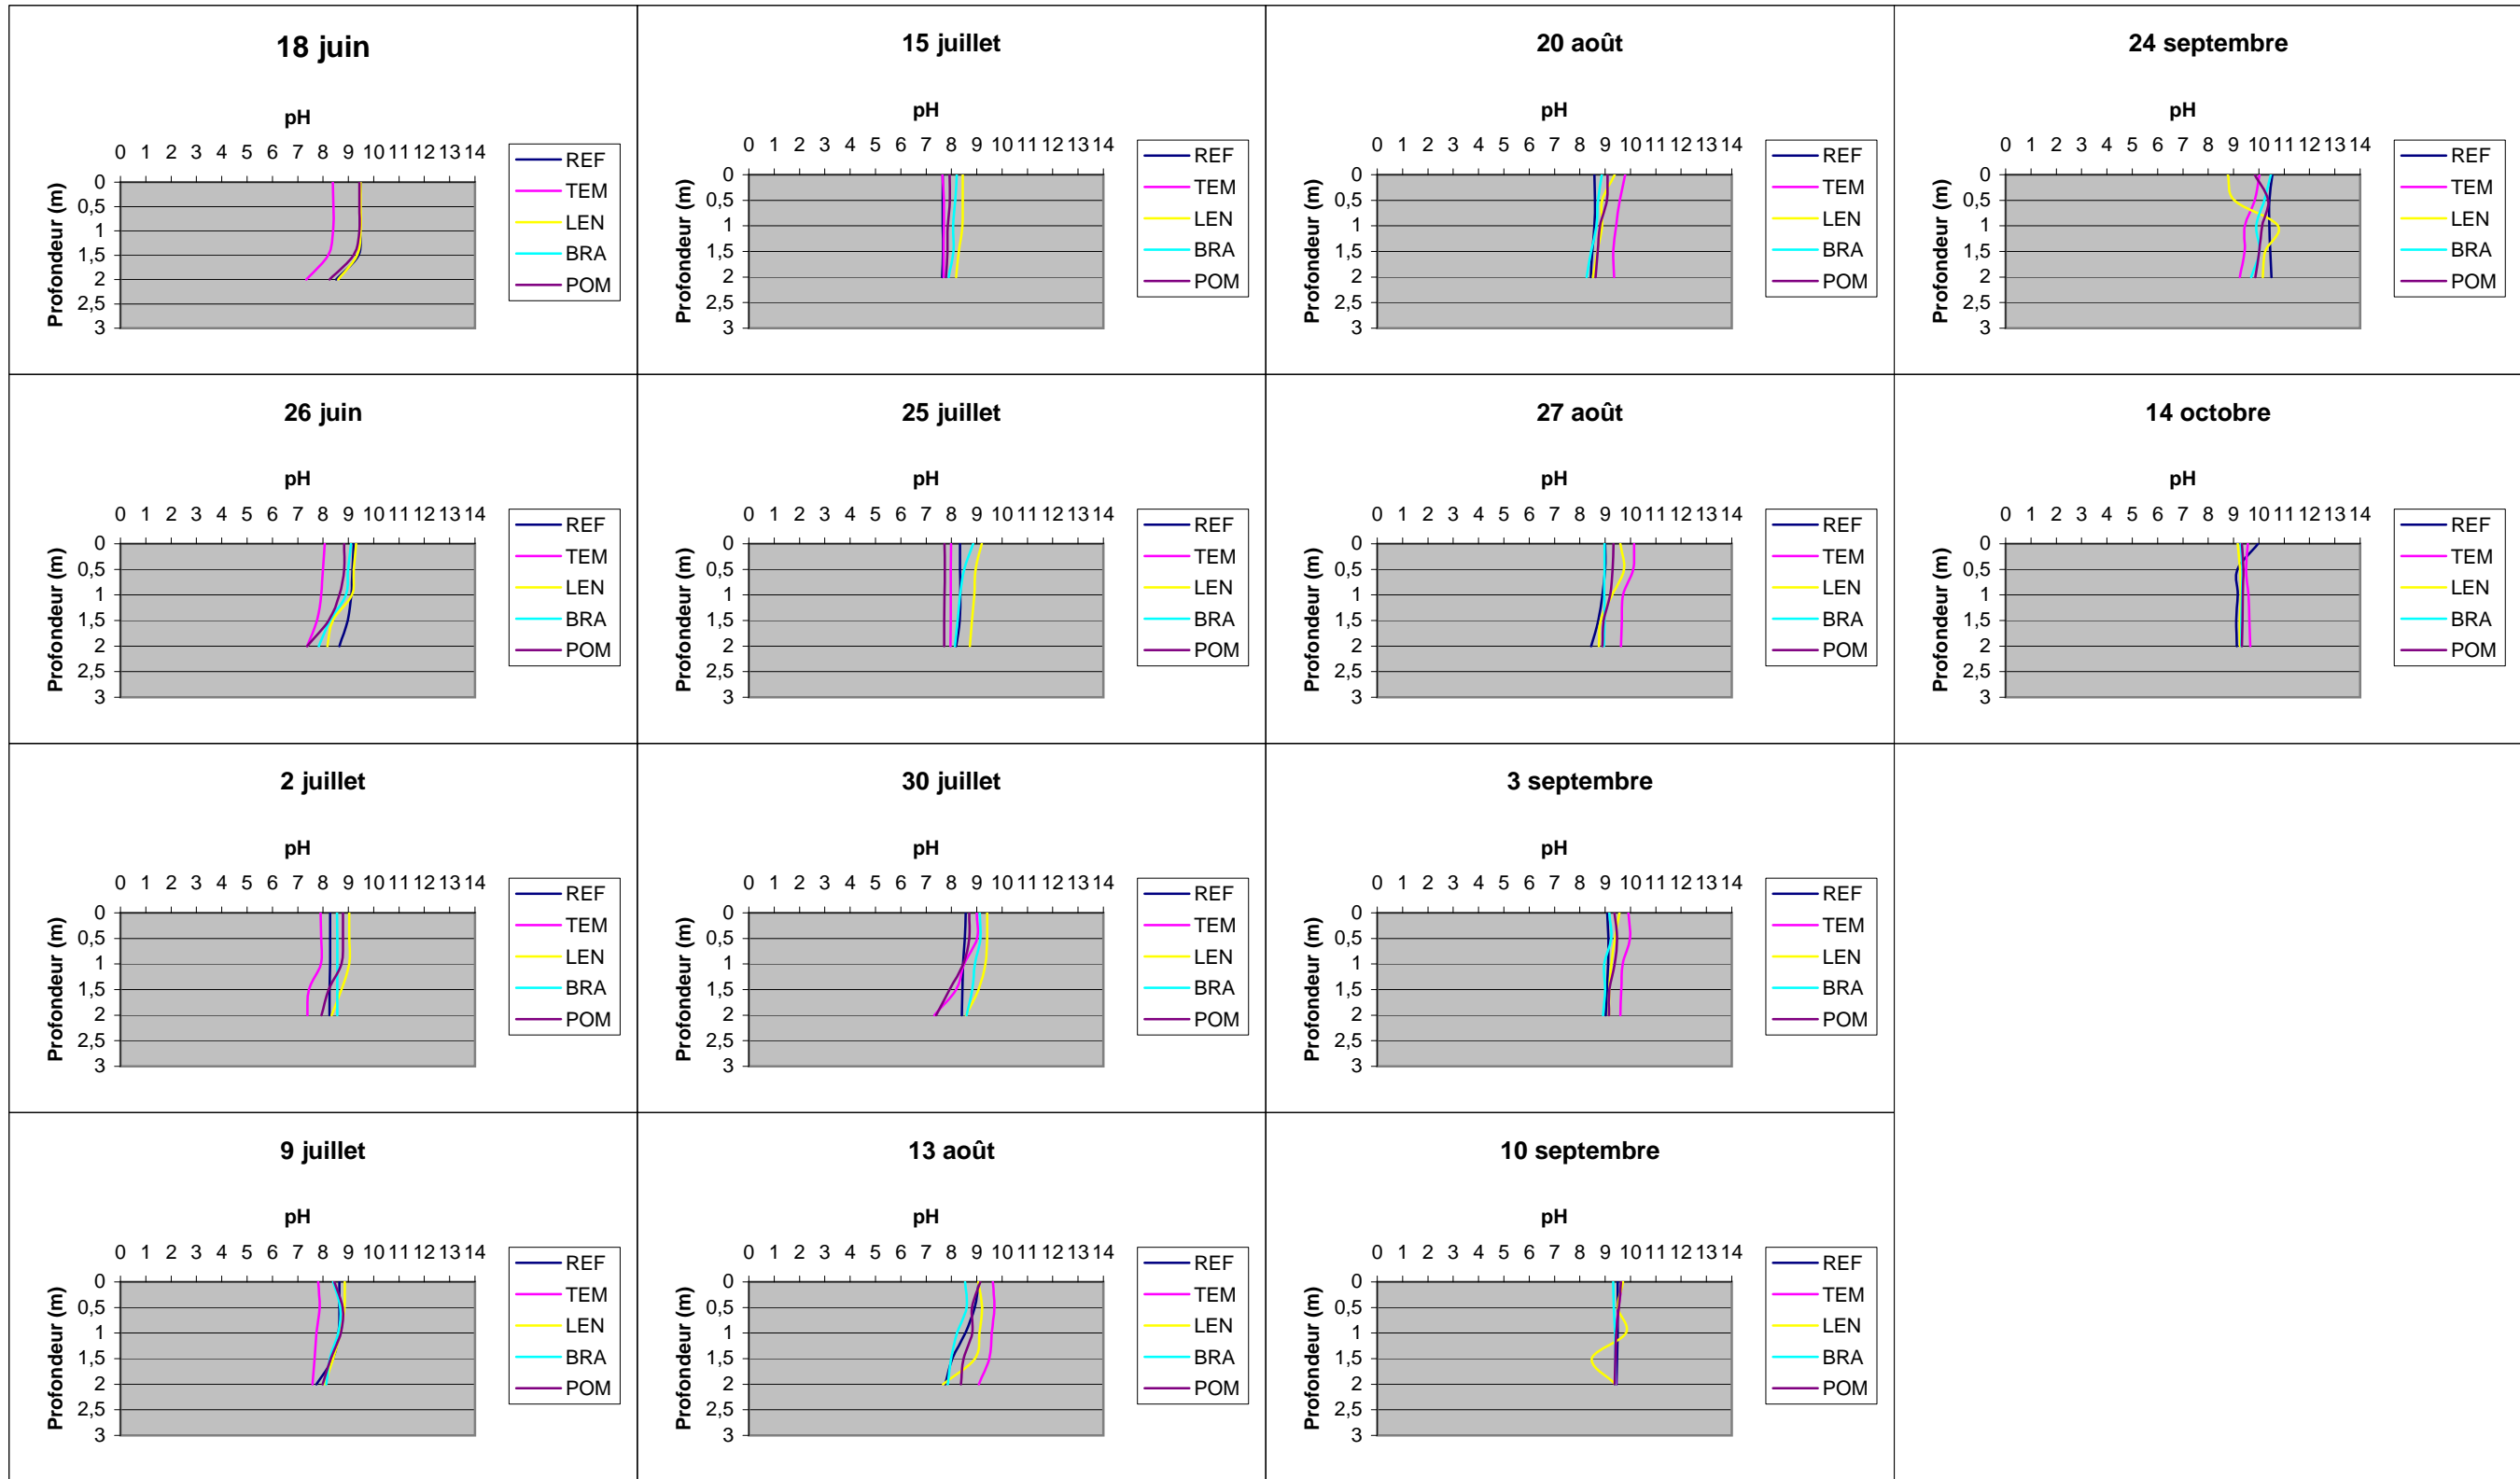 18 juin
pH
0 1 2 3 4 5 6 7 8 9 10 11 12 13 14
Profondeur (m)
0
0,5
1
1,5
2
2,5
3
REF
TEM
LEN
BRA
POM
15 juillet
pH
0 1 2 3 4 5 6 7 8 9 10 11 12 13 14
Profondeur (m)
0
0,5
1
1,5
2
2,5
3
REF
TEM
LEN
BRA
POM
20 août
pH
0 1 2 3 4 5 6 7 8 9 10 11 12 13 14
Profondeur (m)
0
0,5
1
1,5
2
2,5
3
REF
TEM
LEN
BRA
POM
24 septembre
pH
0 1 2 3 4 5 6 7 8 9 10 11 12 13 14
Profondeur (m)
0
0,5
1
1,5
2
2,5
3
REF
TEM
LEN
BRA
POM
26 juin
pH
0 1 2 3 4 5 6 7 8 9 10 11 12 13 14
Profondeur (m)
0
0,5
1
1,5
2
2,5
3
REF
TEM
LEN
BRA
POM
25 juillet
pH
0 1 2 3 4 5 6 7 8 9 10 11 12 13 14
Profondeur (m)
0
0,5
1
1,5
2
2,5
3
REF
TEM
LEN
BRA
POM
27 août
pH
0 1 2 3 4 5 6 7 8 9 10 11 12 13 14
Profondeur (m)
0
0,5
1
1,5
2
2,5
3
REF
TEM
LEN
BRA
POM
14 octobre
pH
0 1 2 3 4 5 6 7 8 9 10 11 12 13 14
Profondeur (m)
0
0,5
1
1,5
2
2,5
3
REF
TEM
LEN
BRA
POM
2 juillet
pH
0 1 2 3 4 5 6 7 8 9 10 11 12 13 14
Profondeur (m)
0
0,5
1
1,5
2
2,5
3
REF
TEM
LEN
BRA
POM
30 juillet
pH
0 1 2 3 4 5 6 7 8 9 10 11 12 13 14
Profondeur (m)
0
0,5
1
1,5
2
2,5
3
REF
TEM
LEN
BRA
POM
3 septembre
pH
0 1 2 3 4 5 6 7 8 9 10 11 12 13 14
Profondeur (m)
0
0,5
1
1,5
2
2,5
3
REF
TEM
LEN
BRA
POM
9 juillet
pH
0 1 2 3 4 5 6 7 8 9 10 11 12 13 14
Profondeur (m)
0
0,5
1
1,5
2
2,5
3
REF
TEM
LEN
BRA
POM
13 août
pH
0 1 2 3 4 5 6 7 8 9 10 11 12 13 14
Profondeur (m)
0
0,5
1
1,5
2
2,5
3
REF
TEM
LEN
BRA
POM
10 septembre
pH
0 1 2 3 4 5 6 7 8 9 10 11 12 13 14
Profondeur (m)
0
0,5
1
1,5
2
2,5
3
REF
TEM
LEN
BRA
POM